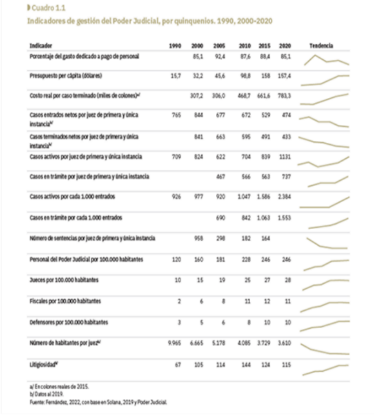 Cuadro 1.1
Indicadores de gestión del Poder Judicial, por quinquenios. 1990, 2000-2020
Indicador 1990 2000 2005 2010 2015 2020 Tendencia
Porcentaje del gasto dedicado a pago de personal 85,1 92,4 87,6 88,4 85,1
Presupuesto per cápita (dólares) 15,7 32,2 45,6 98,8 158 157,4
Costo real por caso terminado (miles de colones)a/ 307,2 306,0 468,7 661,6 783,3
Casos entrados netos por juez de primera y única 765 844 677 672 529 474
instanciab/
Casos terminados netos por juez de primera y única 841 663 595 491 433
instanciab/
Casos activos por juez de primera y única instancia 709 824 622 704 839 1131
Casos en trámite por juez de primera y única instancia 467 566 563 737
Casos activos por cada 1.000 entrados 926 977 920 1.047 1.586 2.384
Casos en trámite por cada 1.000 entrados 690 842 1.063 1.553
Número de sentencias por juez de primera y única instancia 958 298 182 164
Personal del Poder Judicial por 100.000 habitantes 120 160 181 228 246 246
Jueces por 100.000 habitantes 10 15 19 25 27 28
Fiscales por 100.000 habitantes 2 6 8 11 12 11
Defensores por 100.000 habitantes 3 5 6 8 10 10
Número de habitantes por juez 9.965 6.665 5.178 4.085 3.729 3.610
Litigiosidad 67 105 114 144 124 115
a/ En colones reales de 2015.
b/ Datos al 2019.
Fuente: Fernández, 2022, con base en Solana, 2019 y Poder Judicial.